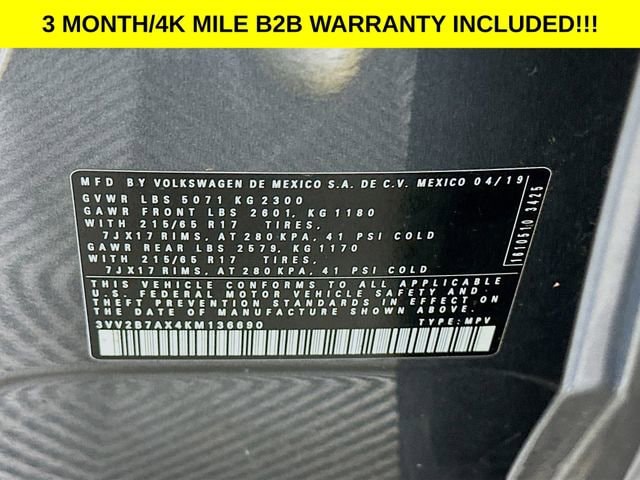 3 MONTH/4K MILE B2B WARRANTY INCLUDED!!!
MFD BY VOLKSWAGEN DE MEXICO S.A. DE C.V. MEXICO 04/19
GVWR LBS 5071 KG2300
GAWR FRONT LBS 2601, KG1180
WITH 215/65 R17 TIRES,
7JX17 RIMS, AT 280 KPA, 41 PSI COLD
GAWR REAR LBS 2579, KG 1170
WITH 215/65 R17 TIRES,
7JX17 RIMS, AT 280 KPA, 41 PSI COLD
THIS VEHICLE CONFORMS TO ALL APPLICABLE
U.S. FEDERAL MOTOR VEHICLE SAFETY AND
THEFT PREVENTION STANDARDS IN EFFECT ON
THE DATE OF MANUFACTURE SHOWN ABOVE.
3VV2B7AX4KM136690 TYPE: MPV
1610510 3425